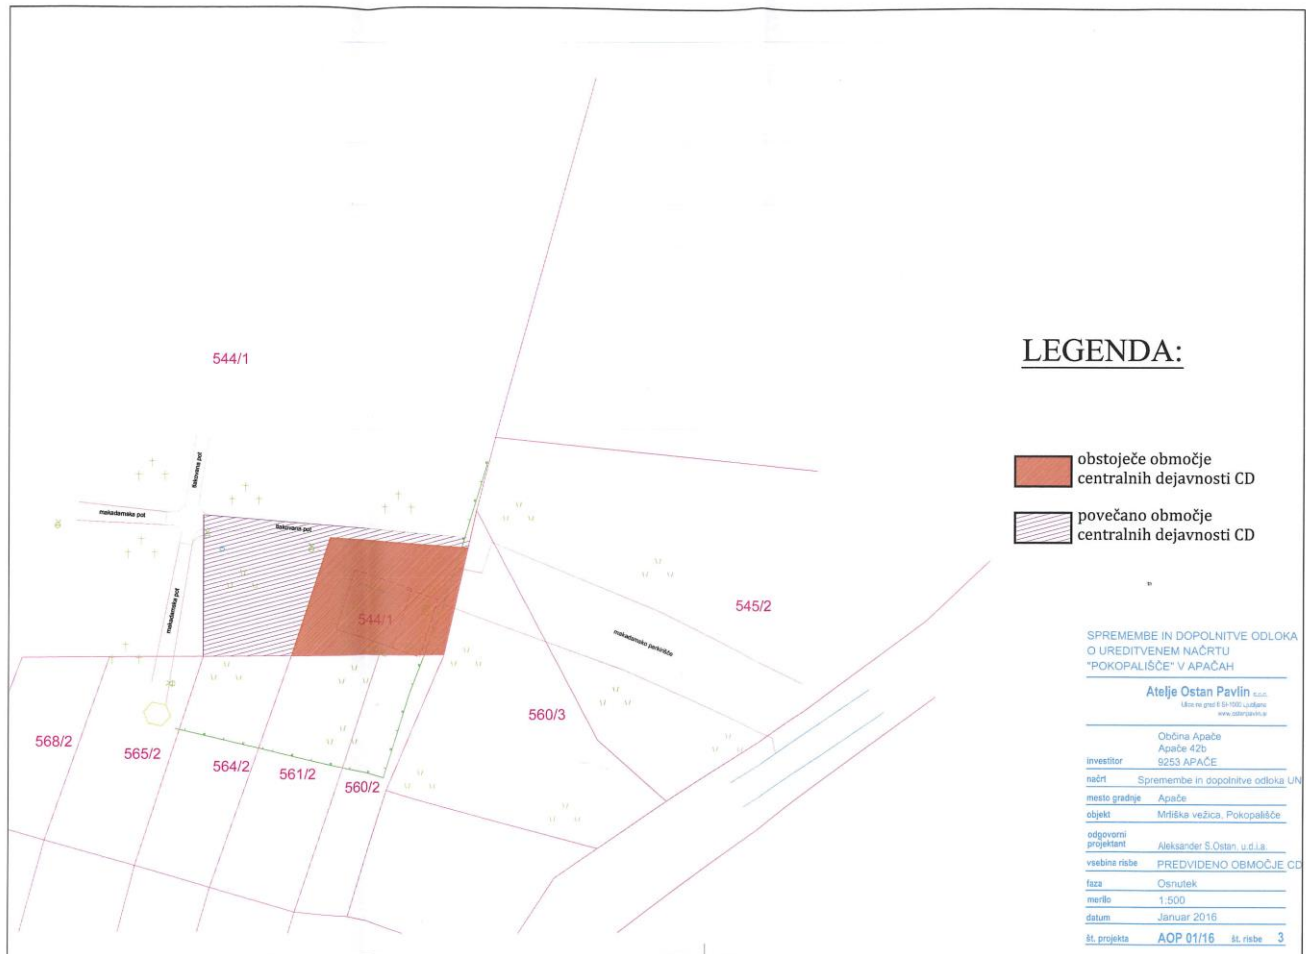 544/1
tlakovana pot
makadamska pot
tlakovana pot
makadamska pot
544/1
545/2
makadamsko parkirišče
560/3
568/2
565/2
564/2
561/2
560/2
LEGENDA:
obstoječe območje
centralnih dejavnosti CD
povečano območje
centralnih dejavnosti CD
SPREMEMBE IN DOPOLNITVE ODLOKA
O UREDITVENEM NAČRTU
"POKOPALIŠČE" V APAČAH
Atelje Ostan Pavlin
Občina Apače
Apače 42b
investitor 9253 APAČE
načrt Spremembe in dopolnitve odloka UN
mesto gradnje Apače
objekt Mrliška vežica, Pokopališče
odgovorni
projektant Aleksander S.Ostan, u.d.i.a.
vsebina risbe PREDVIDENO OBMOČJE CD
faza Osnutek
merilo 1:500
datum Januar 2016
št. projekta AOP 01/16 št. risbe 3